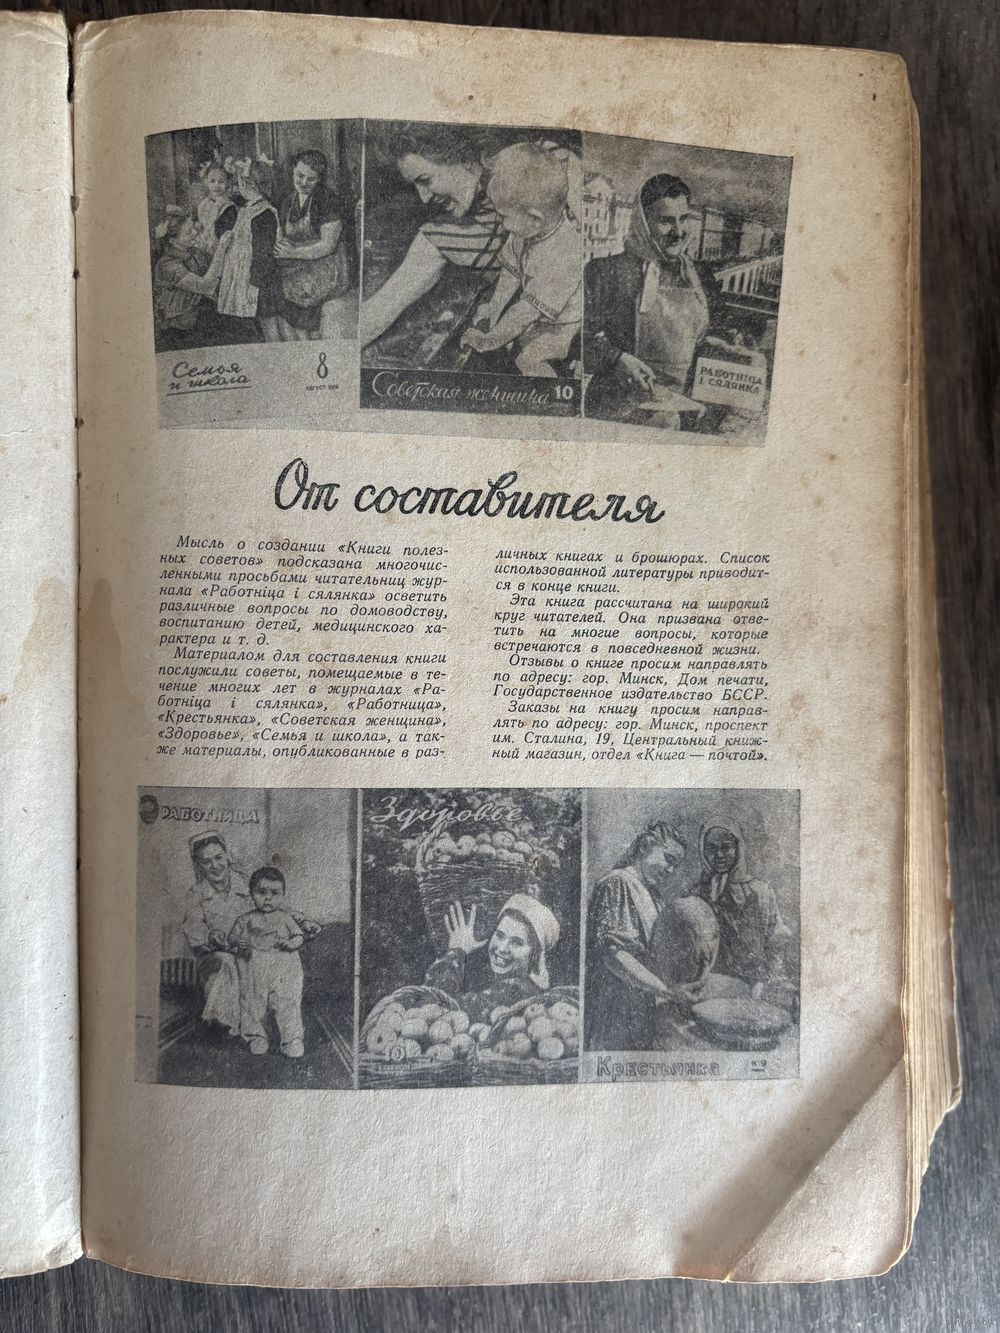 Семья
и школа
8
АВГУСТ
Советская женщина 10
РАБОТНІЦА
І СЯЛЯНКА
От составителя
Мысль о создании «Книги полез-
ных советов» подсказана многочис-
ленными просьбами читательниц жур-
нала «Работніца і сялянка» осветить
различные вопросы по домоводству,
воспитанию детей, медицинского ха-
рактера и т. д.
Материалом для составления книги
послужили советы, помещаемые в те-
чение многих лет в журналах «Ра-
ботніца і сялянка», «Работница»,
«Крестьянка», «Советская женщина»,
«Здоровье», «Семья и школа», а так-
же материалы, опубликованные в раз-
личных книгах и брошюрах. Список
использованной литературы приводит-
ся в конце книги.
Эта книга рассчитана на широкий
круг читателей. Она призвана отве-
тить на многие вопросы, которые
встречаются в повседневной жизни.
Отзывы о книге просим направлять
по адресу: гор. Минск, Дом печати,
Государственное издательство БССР.
Заказы на книгу просим направ-
лять по адресу: гор. Минск, проспект
им. Сталина, 19, Центральный книж-
ный магазин, отдел «Книга — почтой».
РАБОТНИЦА
Здоровье
10
Крестьянка
№9